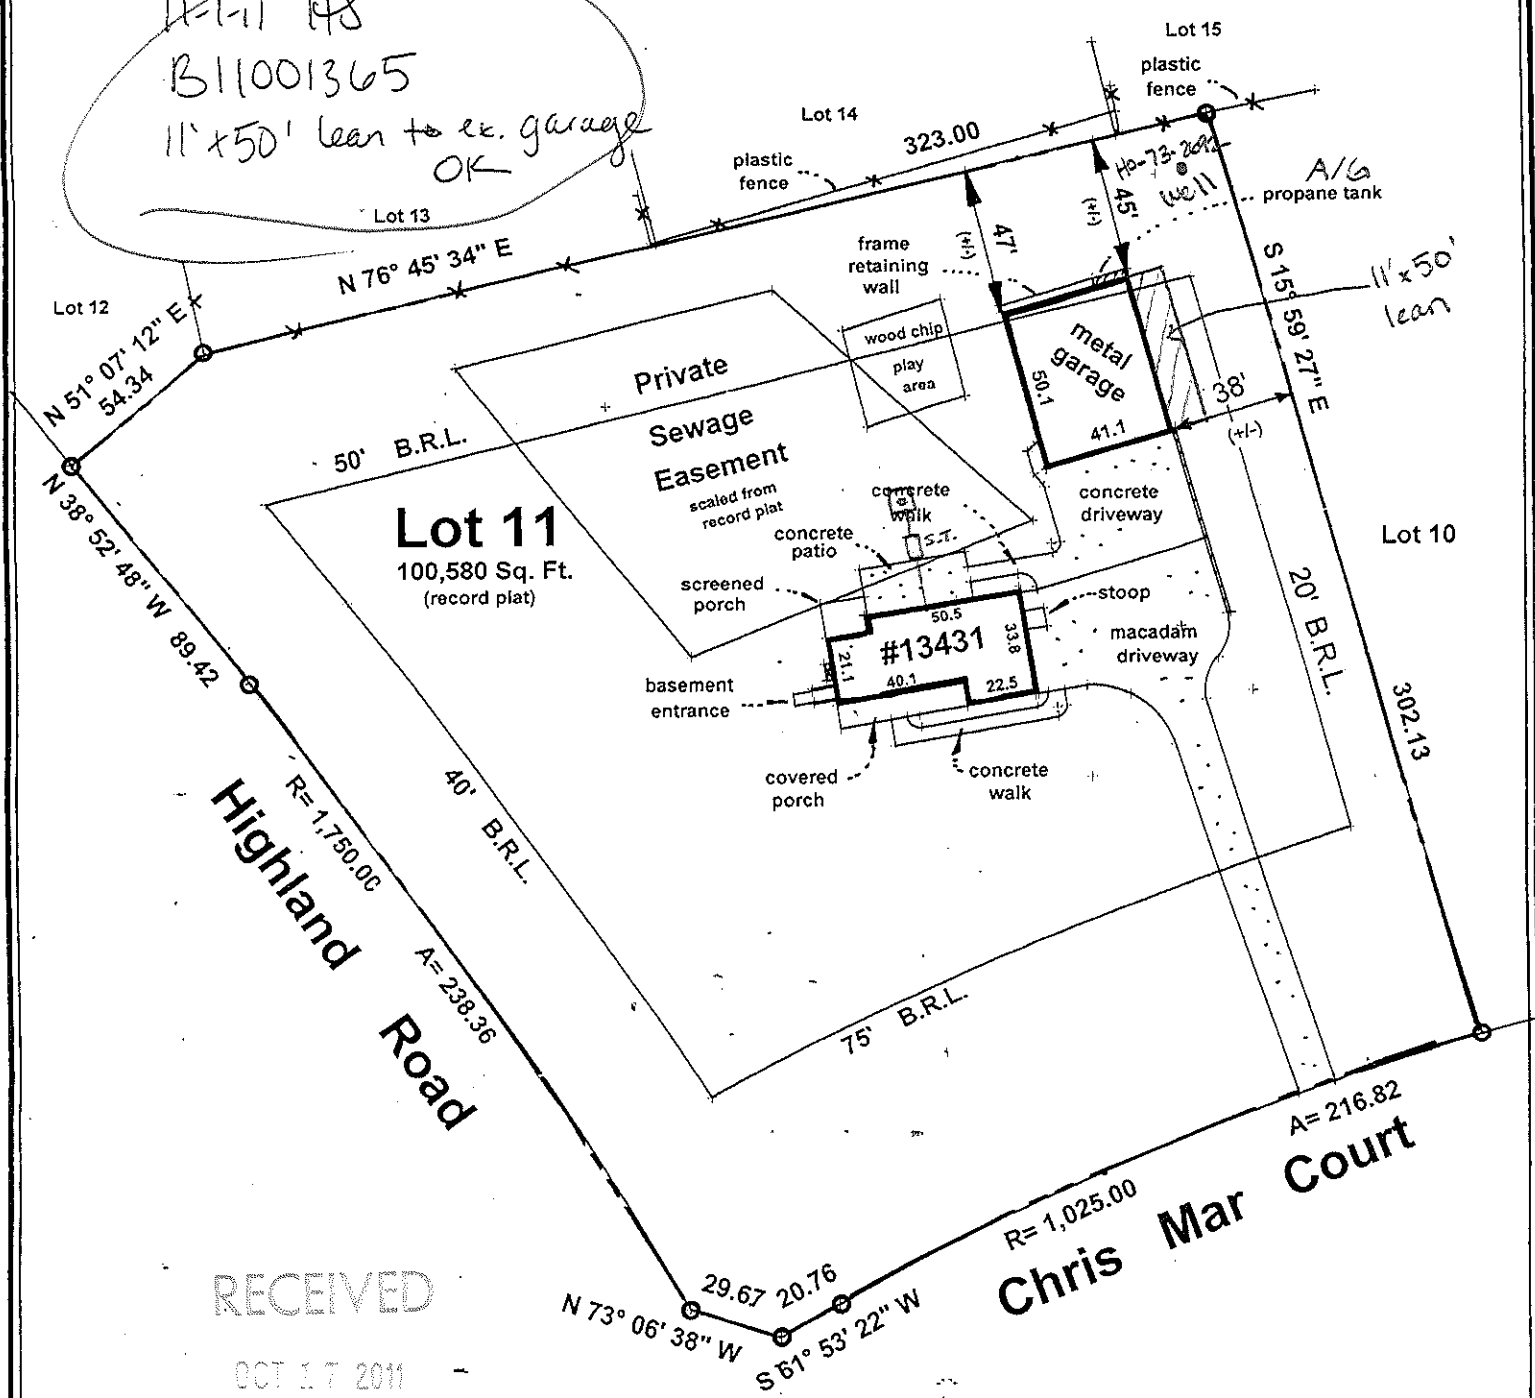 B11001365
11'x50' lean to ex. garage
OK
Lot 12
Lot 13
Lot 14
Lot 15
plastic
fence
323.00
plastic
fence
Ho-73-2692
well
A/G
propane tank
N 76° 45' 34" E
N 51° 07' 12" E
54.34
47'
(+/-)
45'
(+/-)
frame
retaining
wall
11'x50'
lean
S 15° 59' 27" E
wood chip
play
area
metal
garage
50.1
41.1
38'
(+/-)
Private
Sewage
Easement
scaled from
record plat
50' B.R.L.
N 38° 52' 48" W 89.42
Lot 11
100,580 Sq. Ft.
(record plat)
concrete
walk
S.T.
concrete
patio
concrete
driveway
Lot 10
screened
porch
stoop
50.5
33.8
#13431
21.1
40.1
22.5
macadam
driveway
20' B.R.L.
basement
entrance
302.13
covered
porch
concrete
walk
40' B.R.L.
R= 1,750.00
A= 238.36
Highland Road
75' B.R.L.
A= 216.82
R= 1,025.00
Chris Mar Court
29.67
20.76
N 73° 06' 38" W
S 61° 53' 22" W
RECEIVED
OCT 17 2011